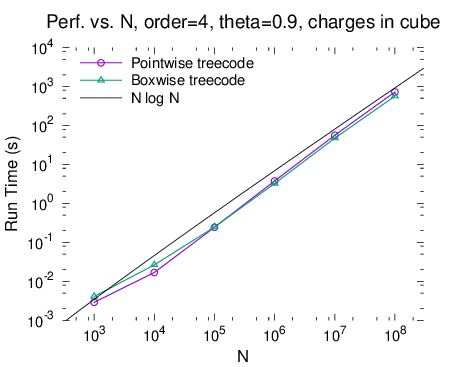 Perf. vs. N, order=4, theta=0.9, charges in cube
Pointwise treecode
Boxwise treecode
N log N
Run Time (s)
10^4
10^3
10^2
10^1
10^0
10^-1
10^-2
10^-3
10^3 10^4 10^5 10^6 10^7 10^8
N